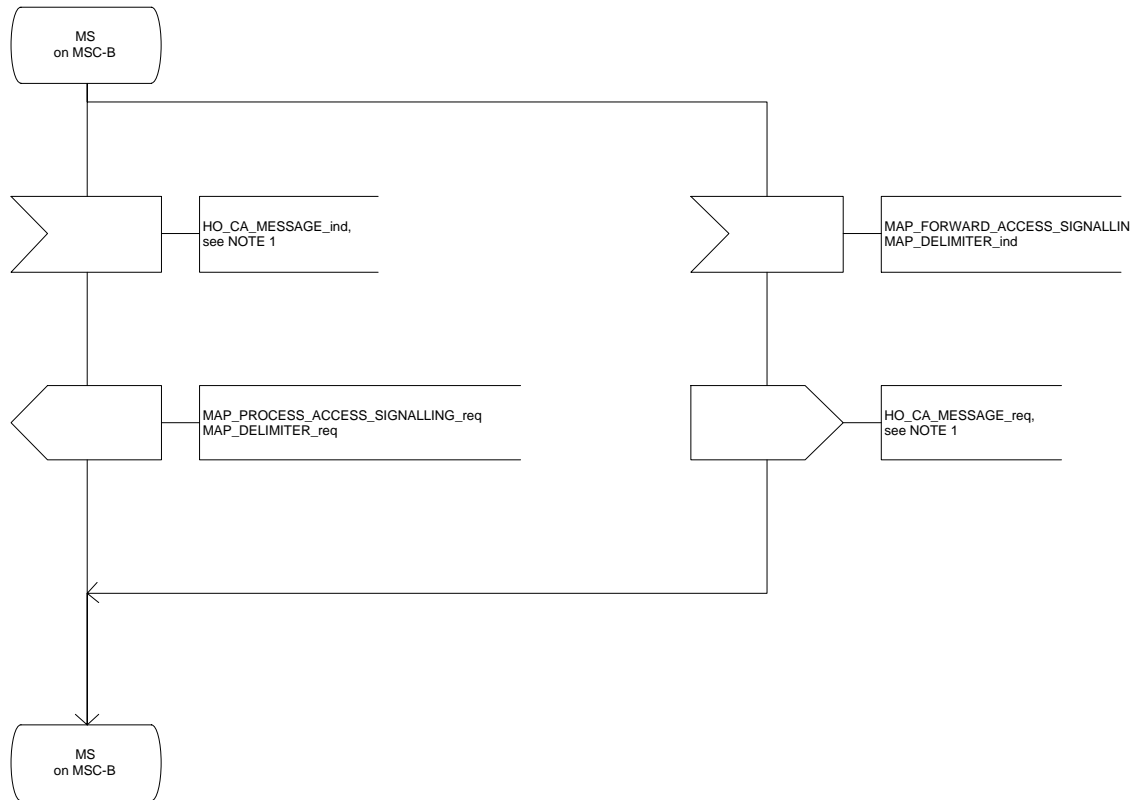 MS
on MSC-B
HO_CA_MESSAGE_ind,
see NOTE 1
MAP_FORWARD_ACCESS_SIGNALLIN
MAP_DELIMITER_ind
MAP_PROCESS_ACCESS_SIGNALLING_req
MAP_DELIMITER_req
HO_CA_MESSAGE_req,
see NOTE 1
MS
on MSC-B